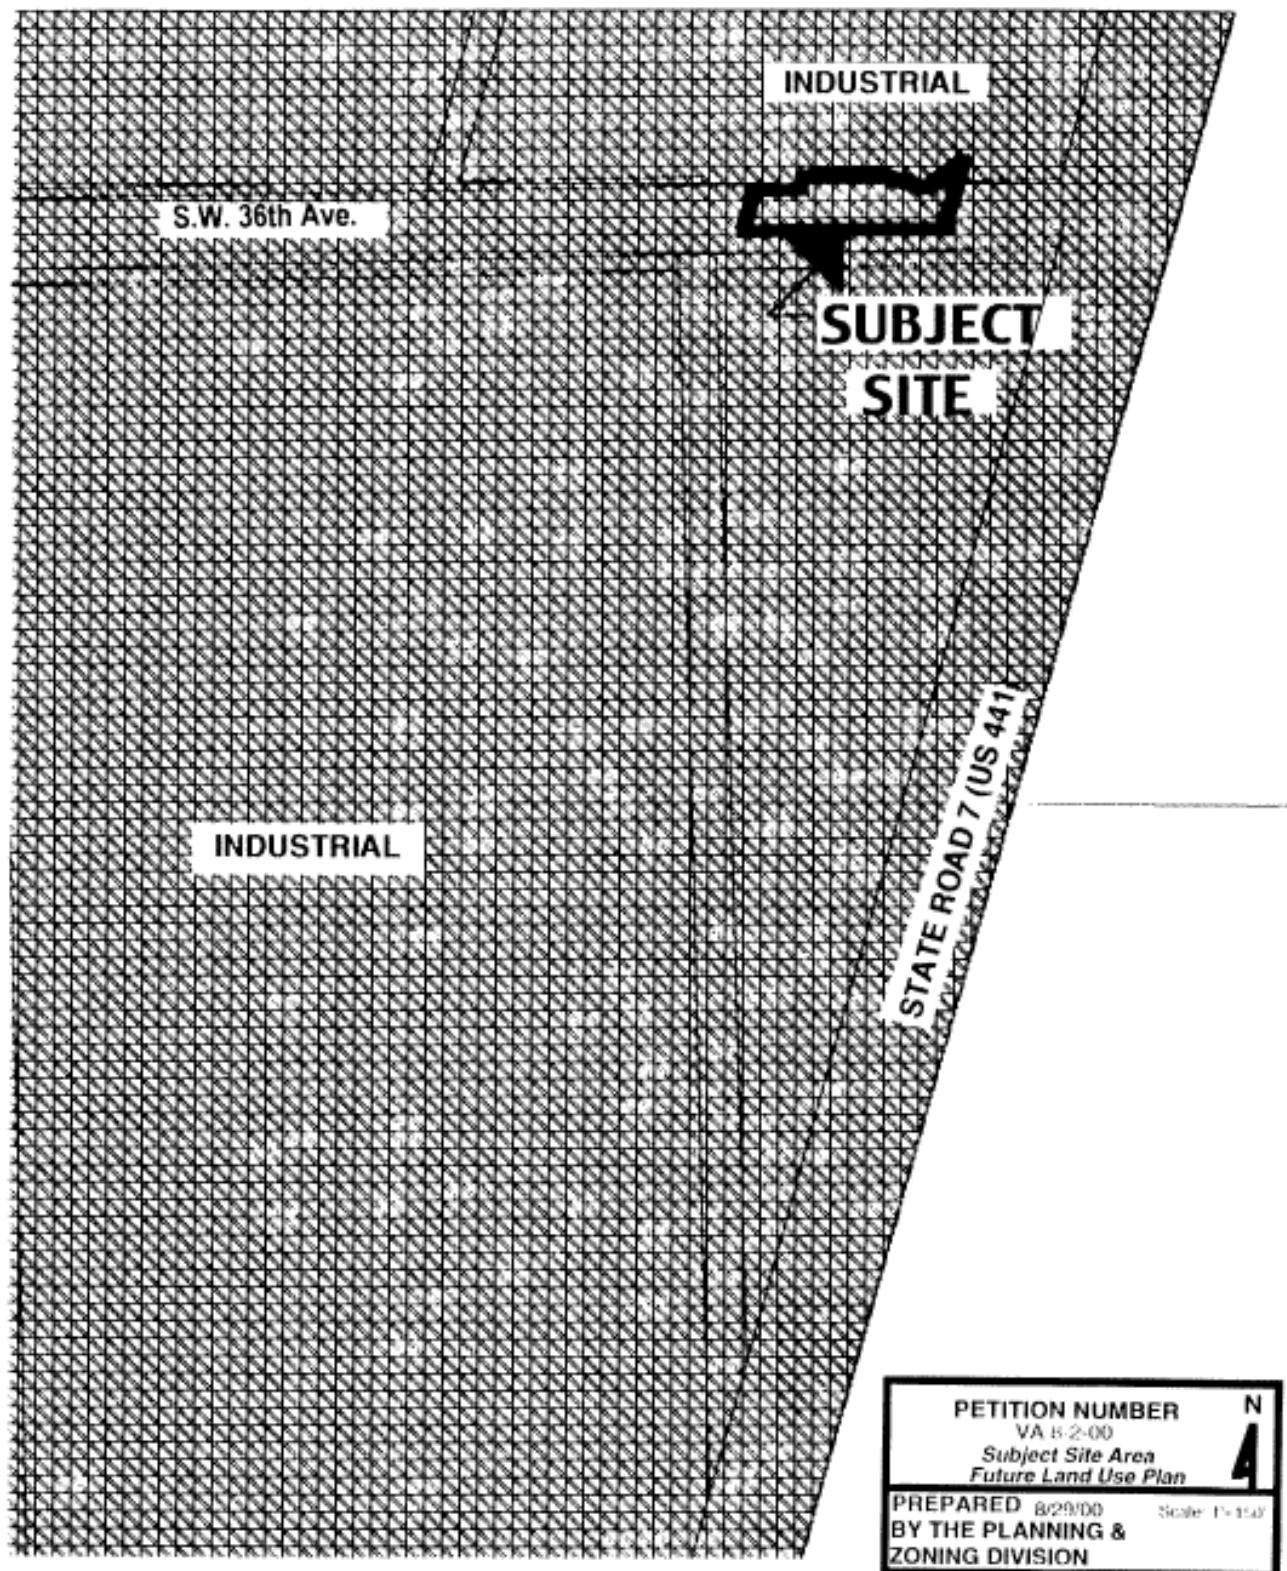 INDUSTRIAL
S.W. 36th Ave.
SUBJECT
SITE
STATE ROAD 7 (US 441)
INDUSTRIAL
PETITION NUMBER
N
VA 8-2-00
Subject Site Area
Future Land Use Plan
PREPARED 8/29/00
Scale:
BY THE PLANNING &
ZONING DIVISION